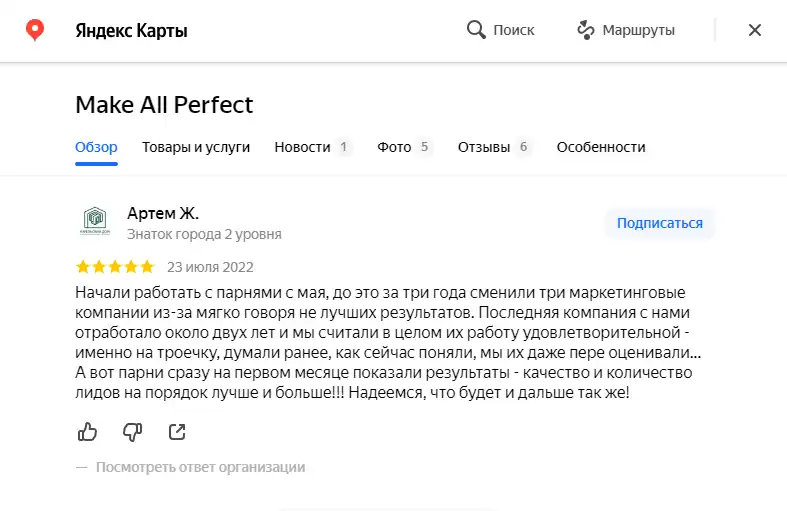 Яндекс Карты
Поиск
Маршруты
Make All Perfect
Обзор
Товары и услуги
Новости 1
Фото 5
Отзывы 6
Особенности
Артем Ж.
Знаток города 2 уровня
Подписаться
23 июля 2022
Начали работать с парнями с мая, до это за три года сменили три маркетинговые
компании из-за мягко говоря не лучших результатов. Последняя компания с нами
отработало около двух лет и мы считали в целом их работу удовлетворительной -
именно на троечку, думали ранее, как сейчас поняли, мы их даже пере оценивали...
А вот парни сразу на первом месяце показали результаты - качество и количество
лидов на порядок лучше и больше!!! Надеемся, что будет и дальше так же!
— Посмотреть ответ организации